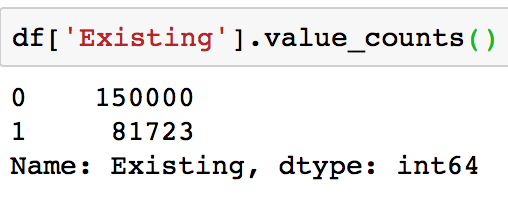 df['Existing'].value_counts()
0    150000
1     81723
Name: Existing, dtype: int64